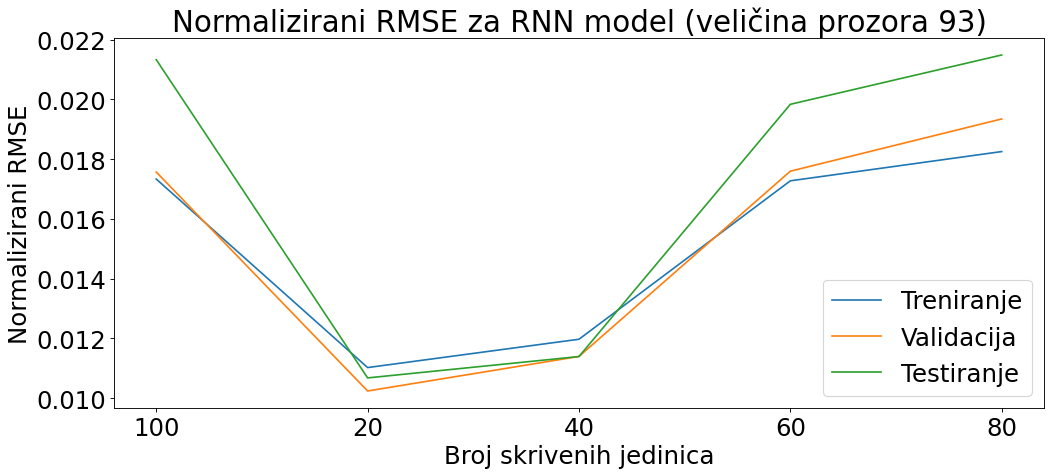 Normalizirani RMSE za RNN model (veličina prozora 93)
Normalizirani RMSE
0.022
0.020
0.018
0.016
0.014
0.012
0.010
Treniranje
Validacija
Testiranje
100 20 40 60 80
Broj skrivenih jedinica